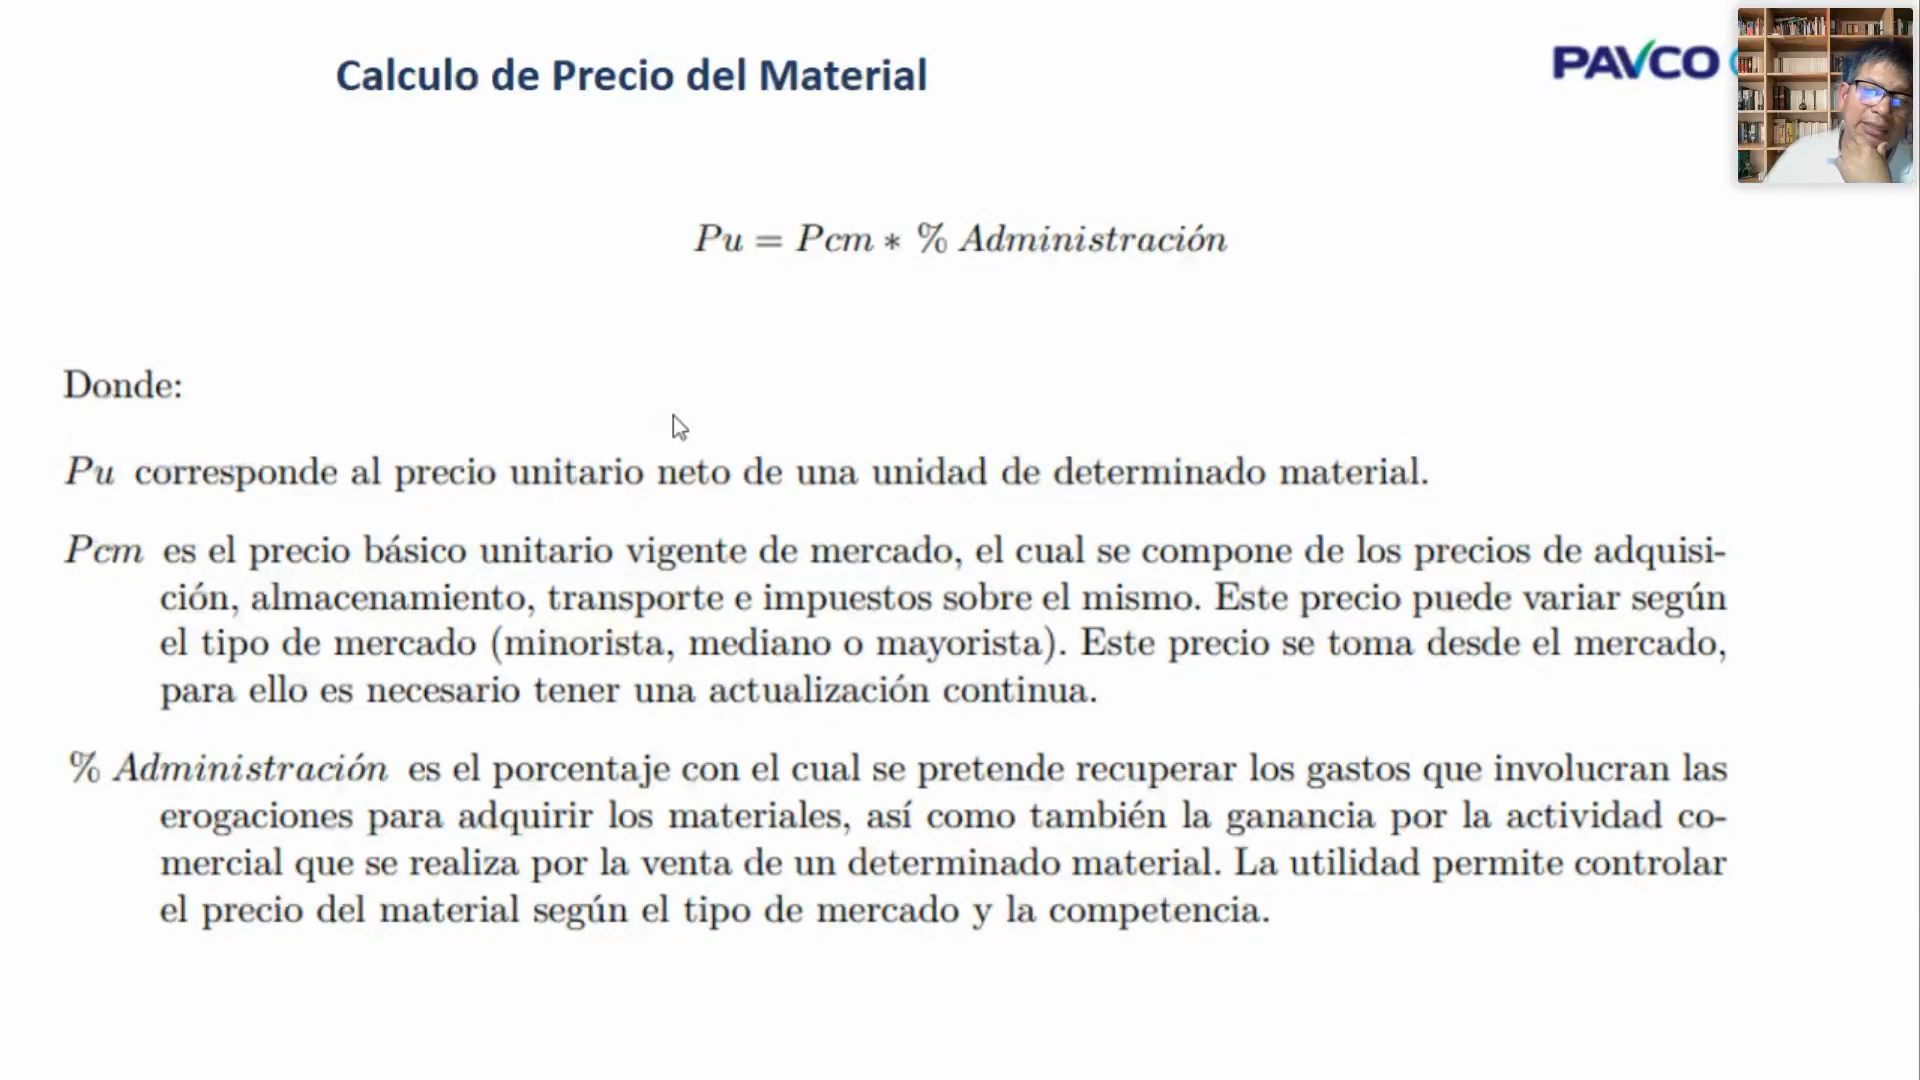 Calculo de Precio del Material
PAVCO
Pu = Pcm * % Administración
Donde:
Pu corresponde al precio unitario neto de una unidad de determinado material.
Pcm es el precio básico unitario vigente de mercado, el cual se compone de los precios de adquisi-
ción, almacenamiento, transporte e impuestos sobre el mismo. Este precio puede variar según
el tipo de mercado (minorista, mediano o mayorista). Este precio se toma desde el mercado,
para ello es necesario tener una actualización continua.
% Administración es el porcentaje con el cual se pretende recuperar los gastos que involucran las
erogaciones para adquirir los materiales, así como también la ganancia por la actividad co-
mercial que se realiza por la venta de un determinado material. La utilidad permite controlar
el precio del material según el tipo de mercado y la competencia.